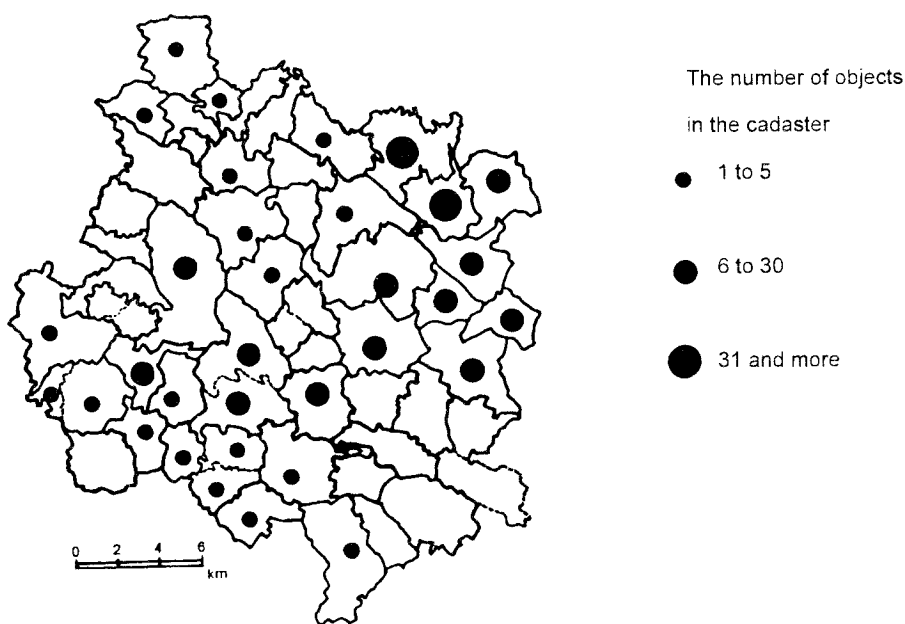 The number of objects
in the cadaster
1 to 5
6 to 30
31 and more
0 2 4 6
km